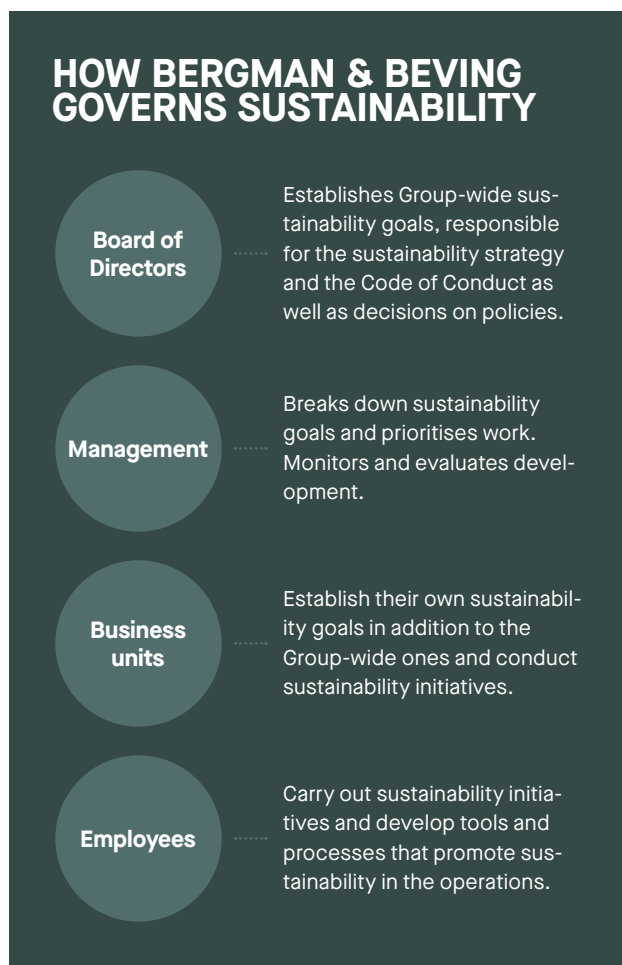 HOW BERGMAN & BEVING
GOVERNS SUSTAINABILITY
Board of
Directors
Establishes Group-wide sus-
tainability goals, responsible
for the sustainability strategy
and the Code of Conduct as
well as decisions on policies.
Management
Breaks down sustainability
goals and prioritises work.
Monitors and evaluates devel-
opment.
Business
units
Establish their own sustainabil-
ity goals in addition to the
Group-wide ones and conduct
sustainability initiatives.
Employees
Carry out sustainability initia-
tives and develop tools and
processes that promote sus-
tainability in the operations.